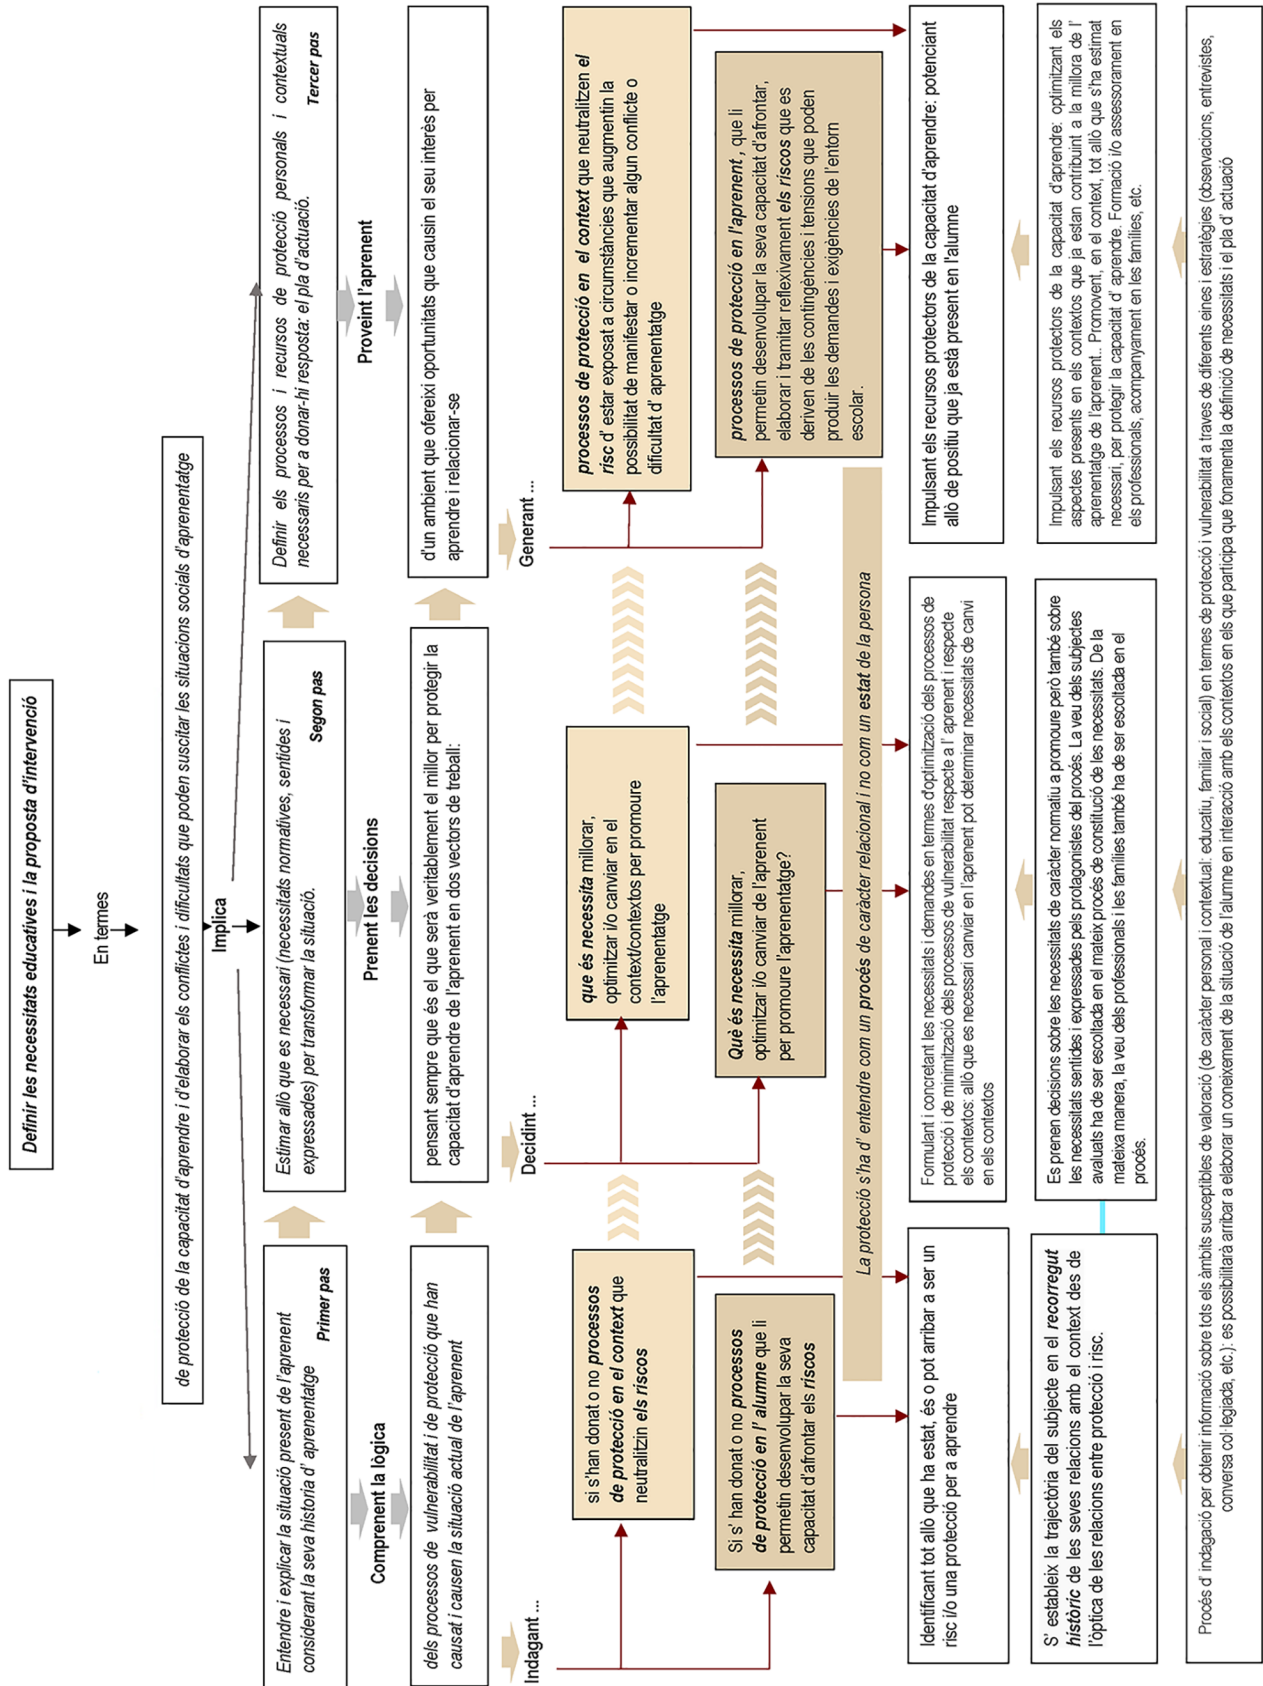 Definir les necessitats educatives i la proposta d'intervenció
En termes
de protecció de la capacitat d'aprendre i d'elaborar els conflictes i dificultats que poden suscitar les situacions socials d'aprenentatge
Implica
Entendre i explicar la situació present de l'aprenent
considerant la seva historia d' aprenentatge
Primer pas
Estimar allò que es necessari (necessitats normatives, sentides i
expressades) per transformar la situació.
Segon pas
Definir els processos i recursos de protecció personals i contextuals
necessaris per a donar-hi resposta: el pla d'actuació.
Tercer pas
Comprenent la lògica
Prenent les decisions
Proveint l'aprenent
dels processos de vulnerabilitat i de protecció que han
causat i causen la situació actual de l'aprenent
pensant sempre que és el que serà veritablement el millor per protegir la
capacitat d'aprendre de l'aprenent en dos vectors de treball:
d'un ambient que ofereixi oportunitats que causin el seu interès per
aprendre i relacionar-se
Indagant ...
Decidint ...
Generant ...
si s'han donat o no processos
de protecció en el context que
neutralitzin els riscos
que és necessita millorar,
optimitzar i/o canviar en el
context/contextos per promoure
l'aprenentatge
processos de protecció en el context que neutralitzen el
risc d' estar exposat a circumstàncies que augmentin la
possibilitat de manifestar o incrementar algun conflicte o
dificultat d' aprenentatge
Si s' han donat o no processos
de protecció en l' alumne que li
permetin desenvolupar la seva
capacitat d'afrontar els riscos
Què és necessita millorar,
optimitzar i/o canviar de l'aprenent
per promoure l'aprenentatge?
processos de protecció en l'aprenent , que li
permetin desenvolupar la seva capacitat d'afrontar,
elaborar i tramitar reflexivament els riscos que es
deriven de les contingències i tensions que poden
produir les demandes i exigències de l'entorn
escolar.
La protecció s'ha d' entendre com un procés de caràcter relacional i no com un estat de la persona
Identificant tot allò que ha estat, és o pot arribar a ser un
risc i/o una protecció per a aprendre
Formulant i concretant les necessitats i demandes en termes d'optimització dels processos de
protecció i de minimització dels processos de vulnerabilitat respecte a l' aprenent i respecte
els contextos: allò que es necessari canviar en l'aprenent pot determinar necessitats de canvi
en els contextos
Impulsant els recursos protectors de la capacitat d'aprendre: potenciant
allò de positiu que ja està present en l'alumne
S' estableix la trajectòria del subjecte en el recorregut
històric de les seves relacions amb el context des de
l'òptica de les relacions entre protecció i risc.
Es prenen decisions sobre les necessitats de caràcter normatiu a promoure però també sobre
les necessitats sentides i expressades pels protagonistes del procés. La veu dels subjectes
avaluats ha de ser escoltada en el mateix procés de constitució de les necessitats. De la
mateixa manera, la veu dels professionals i les famílies també ha de ser escoltada en el
procés.
Impulsant els recursos protectors de la capacitat d'aprendre: optimitzant els
aspectes presents en els contextos que ja estan contribuint a la millora de l'
aprenentatge de l'aprenent.. Promovent, en el context, tot allò que s'ha estimat
necessari, per protegir la capacitat d' aprendre. Formació i/o assessorament en
els professionals, acompanyament en les famílies, etc.
Procés d' indagació per obtenir informació sobre tots els àmbits susceptibles de valoració (de caràcter personal i contextual: educatiu, familiar i social) en termes de protecció i vulnerabilitat a traves de diferents eines i estratègies (observacions, entrevistes,
conversa col·legiada, etc.): es possibilitarà arribar a elaborar un coneixement de la situació de l'alumne en interacció amb els contextos en els que participa que fonamenta la definició de necessitats i el pla d' actuació